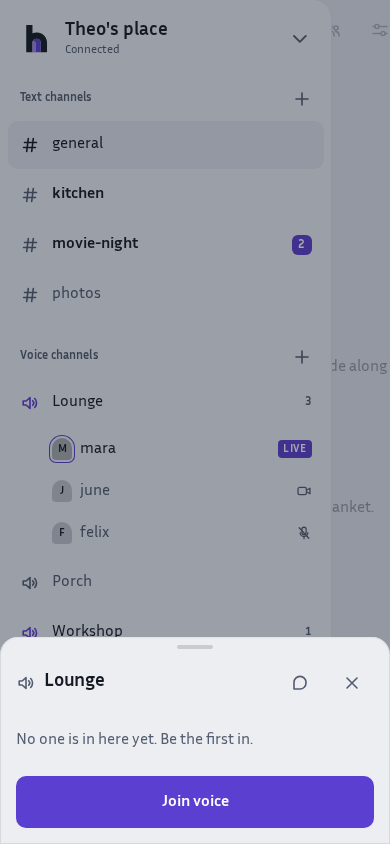 Theo's place
Connected
Text channels
general
kitchen
movie-night
2
photos
de along
Voice channels
Lounge
3
M
mara
LIVE
J
june
anket.
F
felix
Porch
Workshop
1
Lounge
No one is in here yet. Be the first in.
Join voice